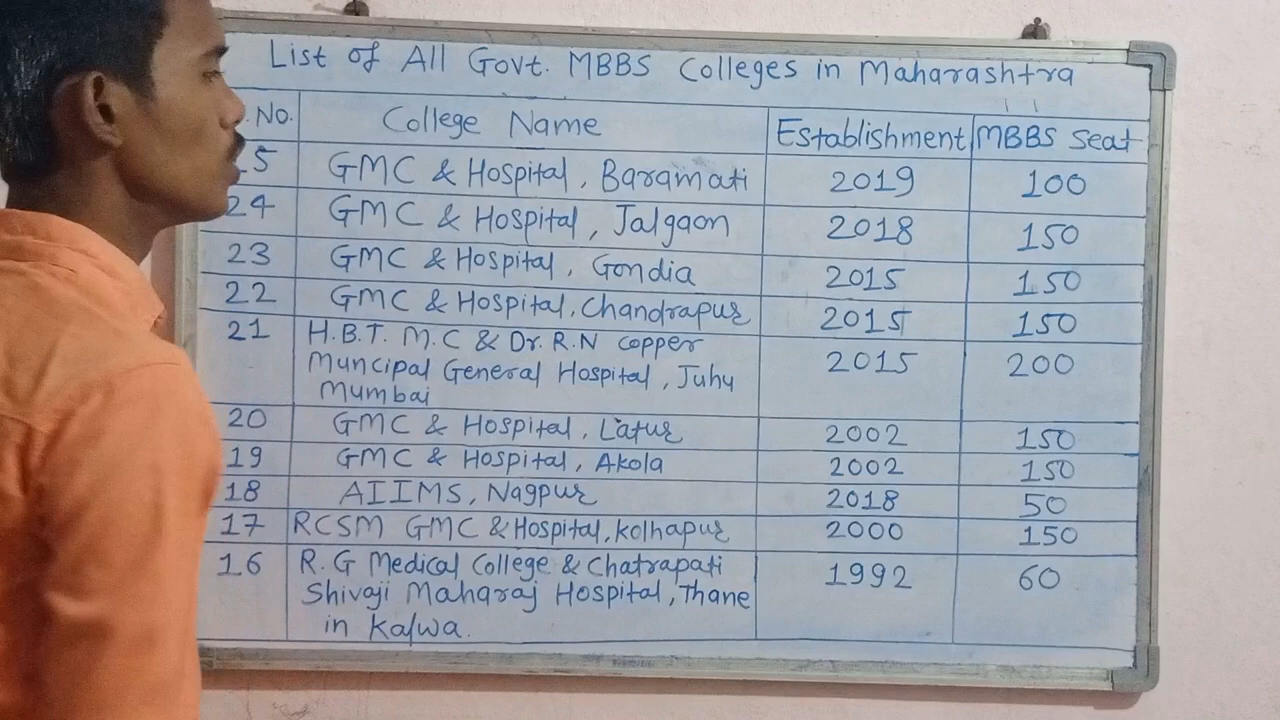 List of All Govt. MBBS Colleges in Maharashtra
No. College Name Establishment MBBS Seat
5 GMC & Hospital, Baramati 2019 100
24 GMC & Hospital, Jalgaon 2018 150
23 GMC & Hospital, Gondia 2015 150
22 GMC & Hospital, Chandrapur 2015 150
21 H.B.T. M.C & Dr. R.N copper 2015 200
Muncipal General Hospital, Juhu
Mumbai
20 GMC & Hospital, Latur 2002 150
19 GMC & Hospital, Akola 2002 150
18 AIIMS, Nagpur 2018 50
17 RCSM GMC & Hospital, Kolhapur 2000 150
16 R.G Medical College & Chatrapati 1992 60
Shivaji Maharaj Hospital, Thane
in Kalwa.